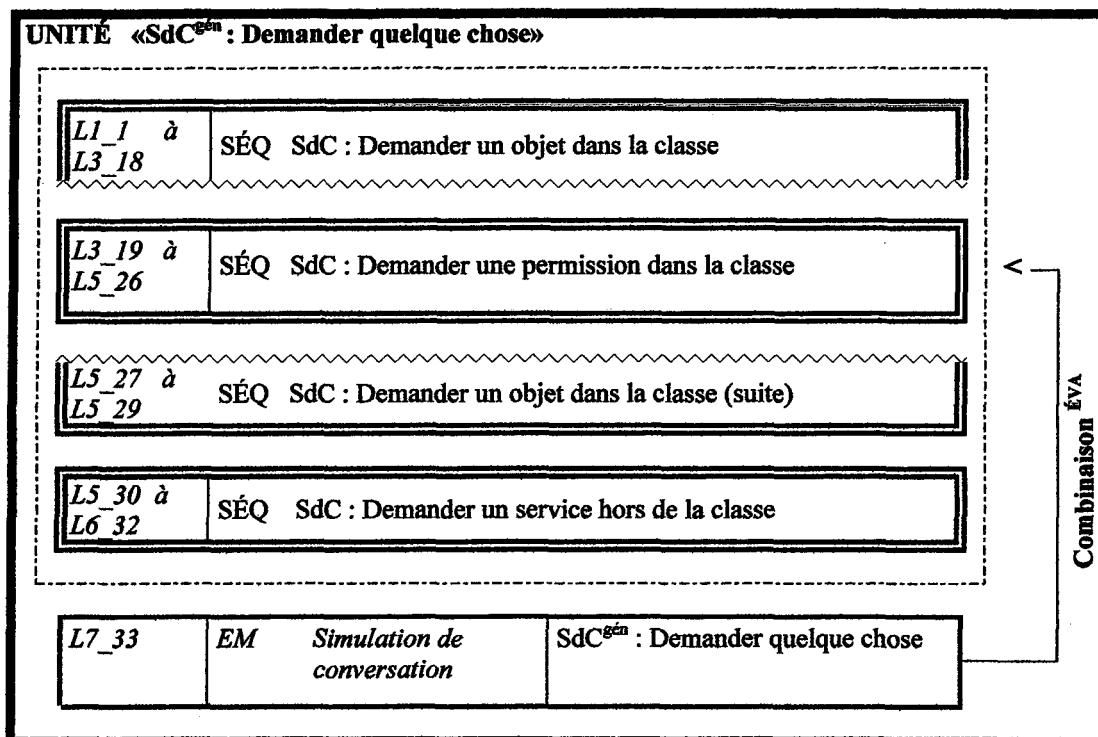 UNITÉ «SdCgén : Demander quelque chose»
L1_1 à
L3_18
SÉQ SdC : Demander un objet dans la classe
L3_19 à
L5_26
SÉQ SdC : Demander une permission dans la classe
L5_27 à
L5_29
SÉQ SdC : Demander un objet dans la classe (suite)
L5_30 à
L6_32
SÉQ SdC : Demander un service hors de la classe
L7_33
EM Simulation de
conversation
SdCgén : Demander quelque chose
Combinaison ÉVA